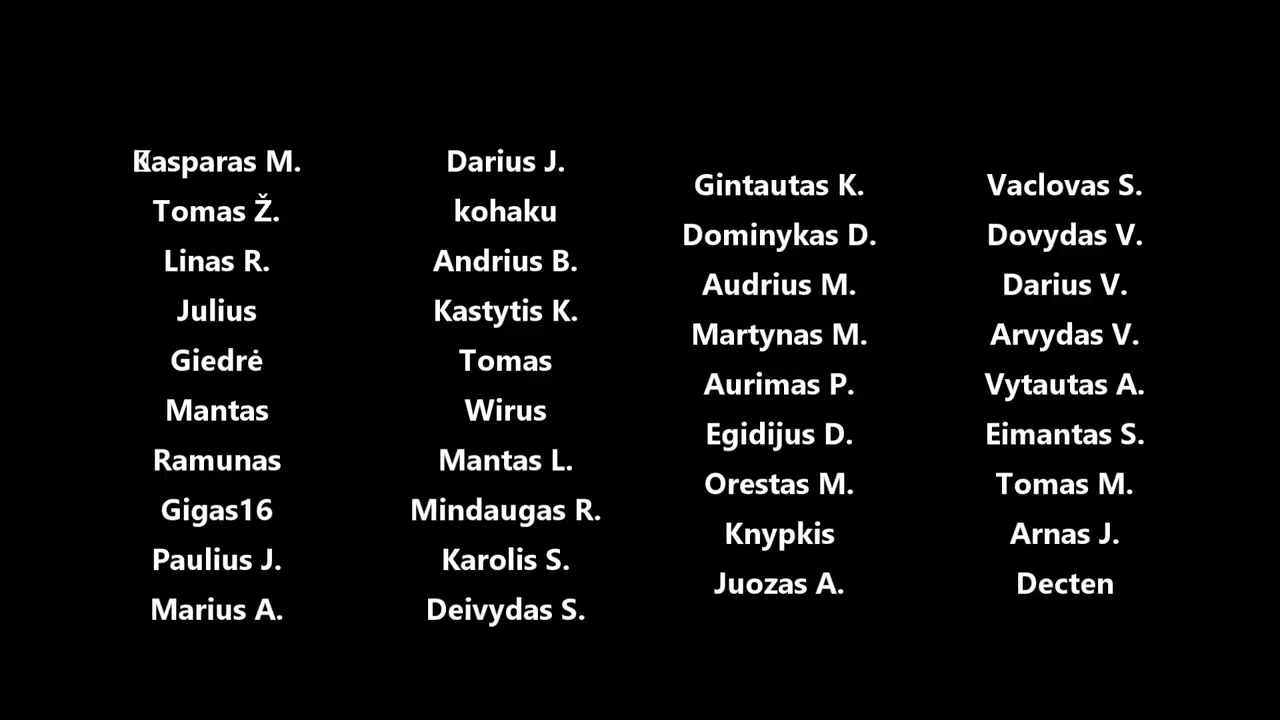 Kasparas M.
Tomas Ž.
Linas R.
Julius
Giedrė
Mantas
Ramunas
Gigas16
Paulius J.
Marius A.
Darius J.
kohaku
Andrius B.
Kastytis K.
Tomas
Wirus
Mantas L.
Mindaugas R.
Karolis S.
Deivydas S.
Gintautas K.
Dominykas D.
Audrius M.
Martynas M.
Aurimas P.
Egidijus D.
Orestas M.
Knypkis
Juozas A.
Vaclovas S.
Dovydas V.
Darius V.
Arvydas V.
Vytautas A.
Eimantas S.
Tomas M.
Arnas J.
Decten